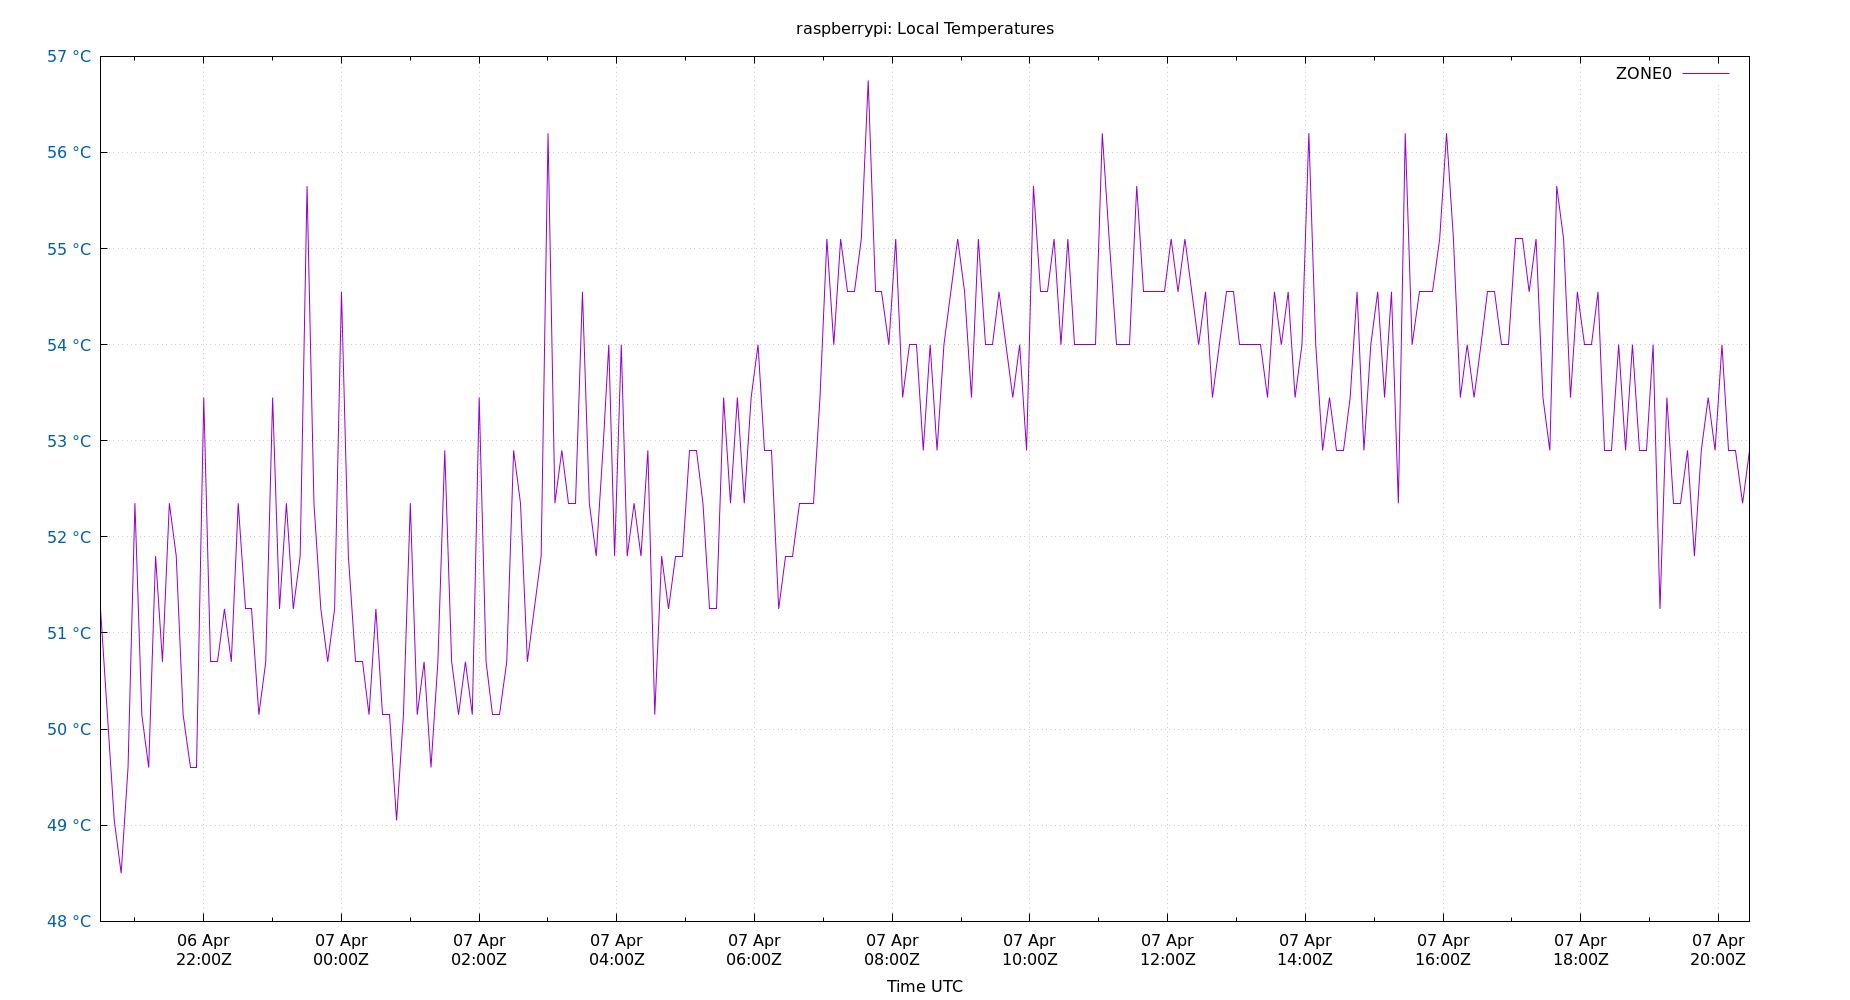 raspberrypi: Local Temperatures
57 °C
ZONE0
56 °C
55 °C
54 °C
53 °C
52 °C
51 °C
50 °C
49 °C
48 °C
06 Apr 07 Apr 07 Apr 07 Apr 07 Apr 07 Apr 07 Apr 07 Apr 07 Apr 07 Apr 07 Apr 07 Apr
22:00Z 00:00Z 02:00Z 04:00Z 06:00Z 08:00Z 10:00Z 12:00Z 14:00Z 16:00Z 18:00Z 20:00Z
Time UTC